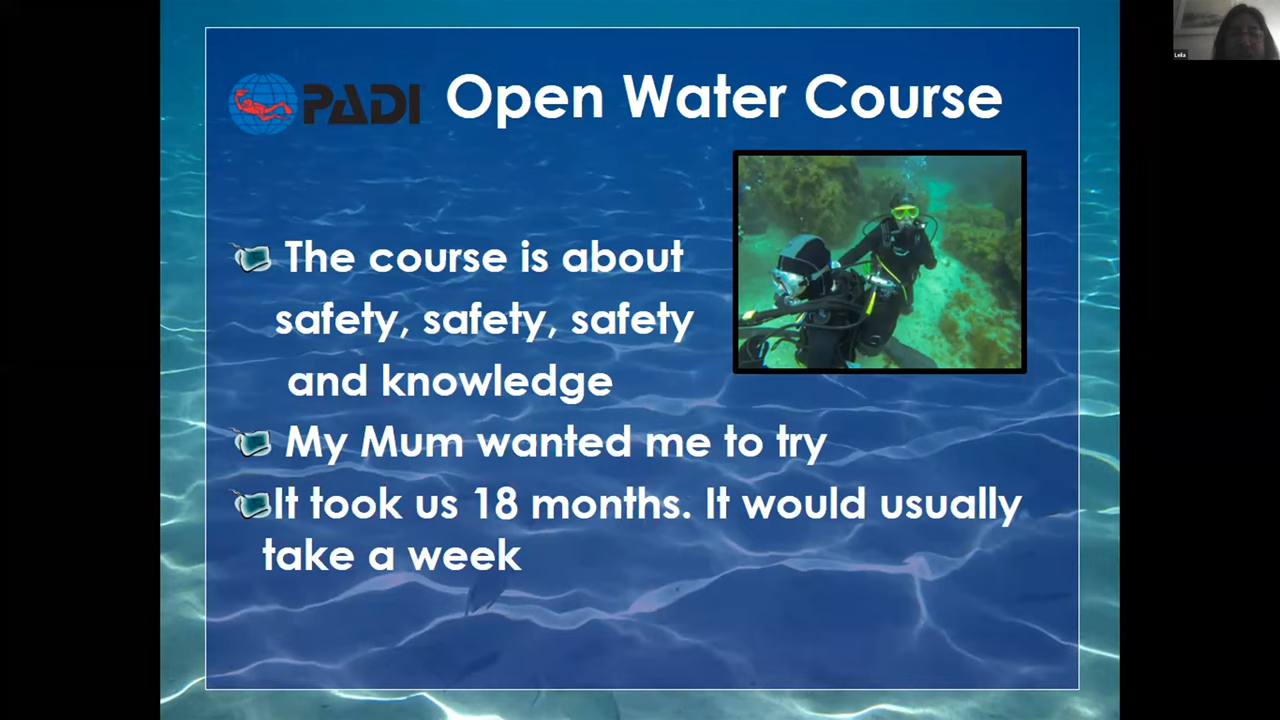 PADI Open Water Course
The course is about
safety, safety, safety
and knowledge
My Mum wanted me to try
It took us 18 months. It would usually
take a week
Leila